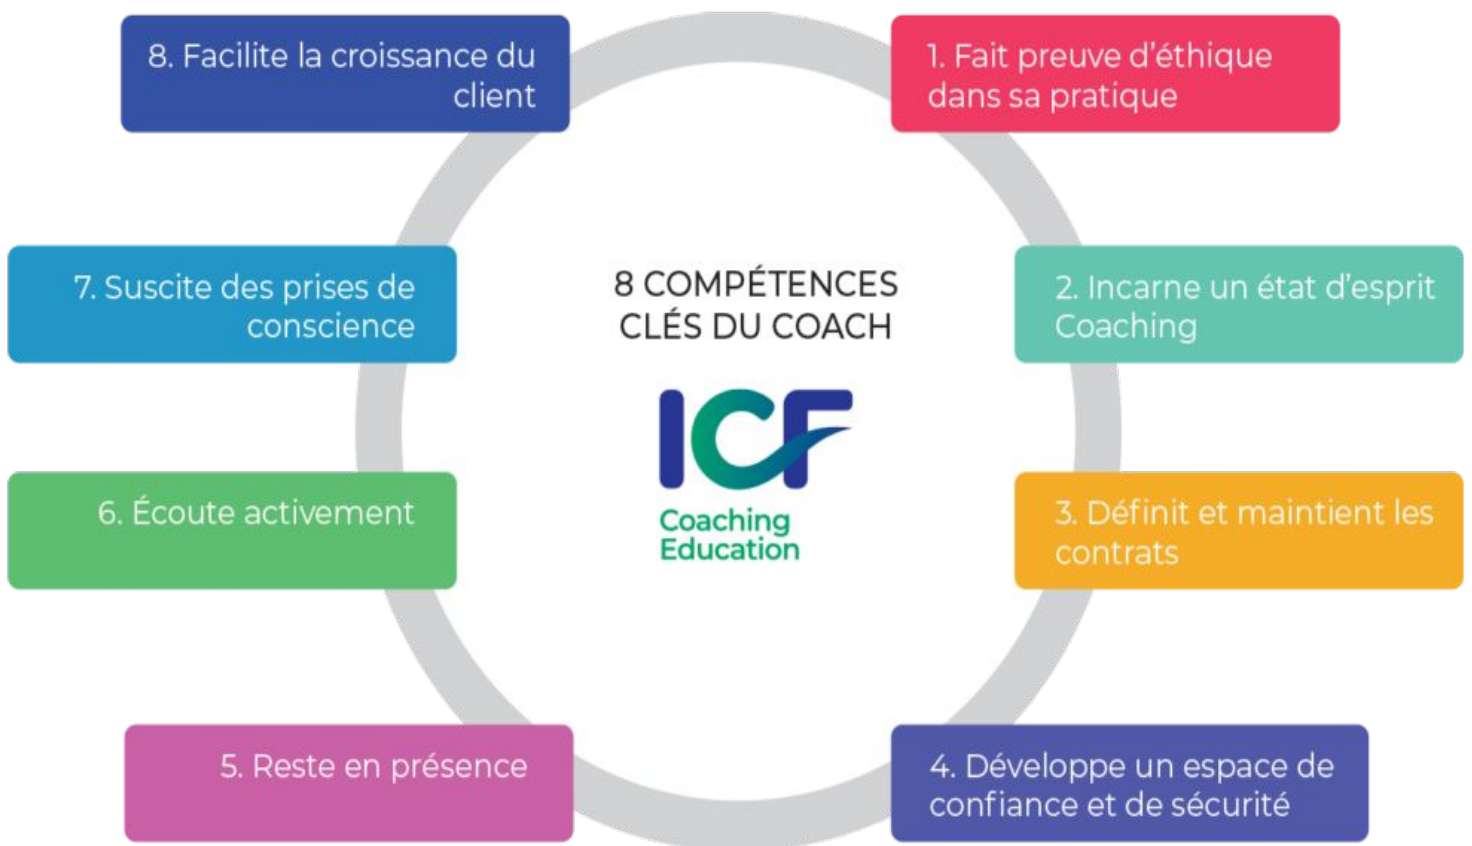 8. Facilite la croissance du
client
1. Fait preuve d’éthique
dans sa pratique
7. Suscite des prises de
conscience
8 COMPÉTENCES
CLÉS DU COACH
2. Incarne un état d’esprit
Coaching
ICF
Coaching
Education
6. Écoute activement
3. Définit et maintient les
contrats
5. Reste en présence
4. Développe un espace de
confiance et de sécurité